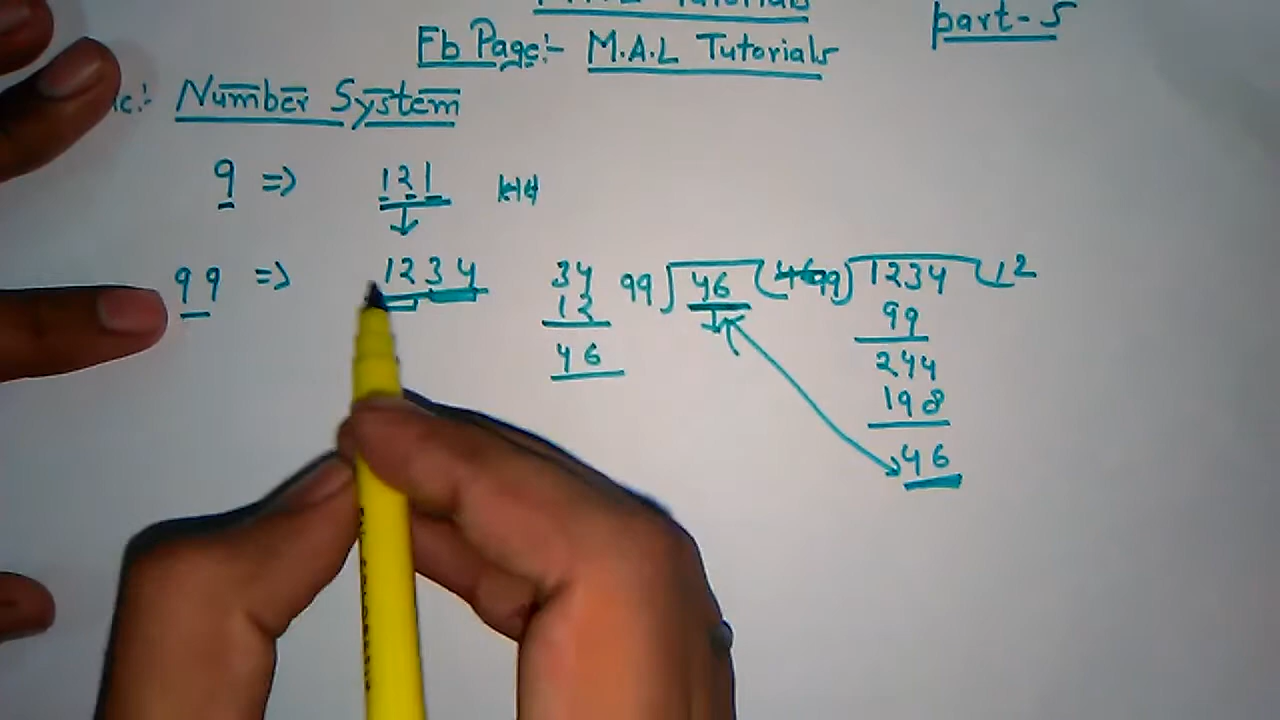 part-5
Fb Page:- M.A.L Tutorials
Number System
9 => 121
99 => 1234
34
12
46
99 ) 46 (
99 ) 1234 ( 12
99
244
198
46